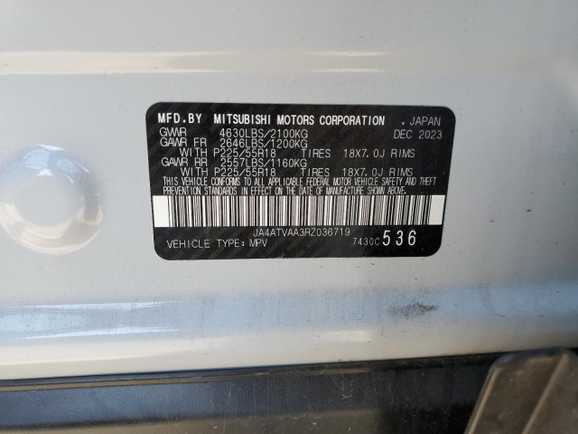 MFD.BY MITSUBISHI MOTORS CORPORATION . JAPAN
GVWR 4630LBS/2100KG DEC 2023
GAWR FR 2646LBS/1200KG
WITH P225/55R18 TIRES 18X7.0J RIMS
GAWR RR 2557LBS/1160KG
WITH P225/55R18 TIRES 18X7.0J RIMS
THIS VEHICLE CONFORMS TO ALL APPLICABLE FEDERAL MOTOR VEHICLE SAFETY AND THEFT
PREVENTION STANDARDS IN EFFECT ON THE DATE OF MANUFACTURE SHOWN ABOVE.
JA4ATVAA3RZ036719
VEHICLE TYPE: MPV 7430C 536